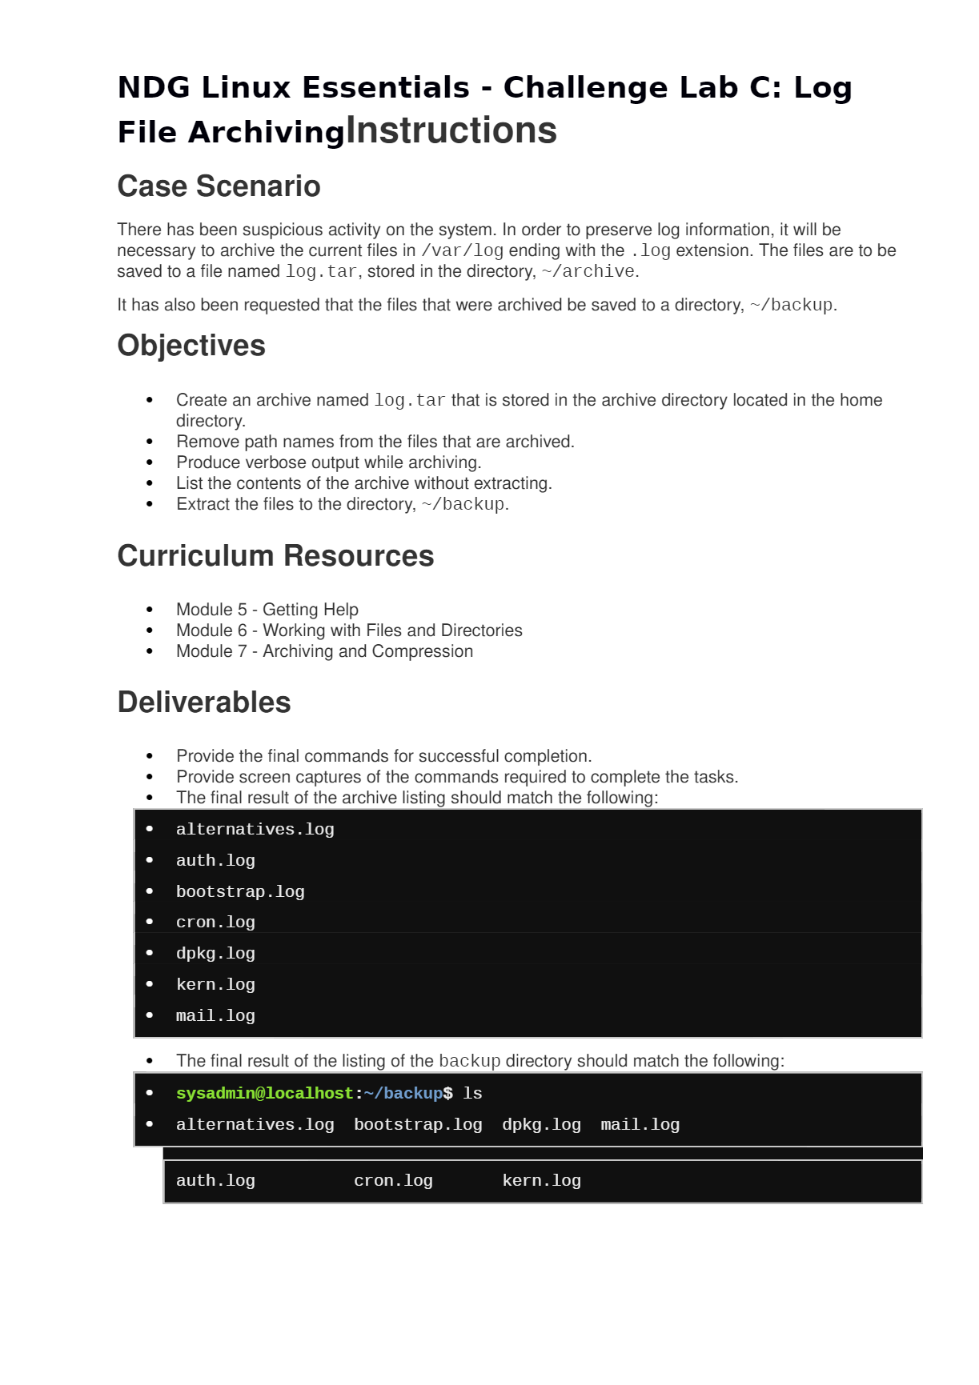 NDG Linux Essentials - Challenge Lab C: Log
File ArchivingInstructions
Case Scenario
There has been suspicious activity on the system. In order to preserve log information, it will be
necessary to archive the current files in /var/log ending with the .log extension. The files are to be
saved to a file named log.tar, stored in the directory, ~/archive.
It has also been requested that the files that were archived be saved to a directory, ~/backup.
Objectives
• Create an archive named log.tar that is stored in the archive directory located in the home
directory.
• Remove path names from the files that are archived.
• Produce verbose output while archiving.
• List the contents of the archive without extracting.
• Extract the files to the directory, ~/backup.
Curriculum Resources
• Module 5 - Getting Help
• Module 6 - Working with Files and Directories
• Module 7 - Archiving and Compression
Deliverables
• Provide the final commands for successful completion.
• Provide screen captures of the commands required to complete the tasks.
• The final result of the archive listing should match the following:
• alternatives.log
• auth.log
• bootstrap.log
• cron.log
• dpkg.log
• kern.log
• mail.log
• The final result of the listing of the backup directory should match the following:
• sysadmin@localhost:~/backup$ ls
• alternatives.log  bootstrap.log  dpkg.log  mail.log
auth.log          cron.log       kern.log